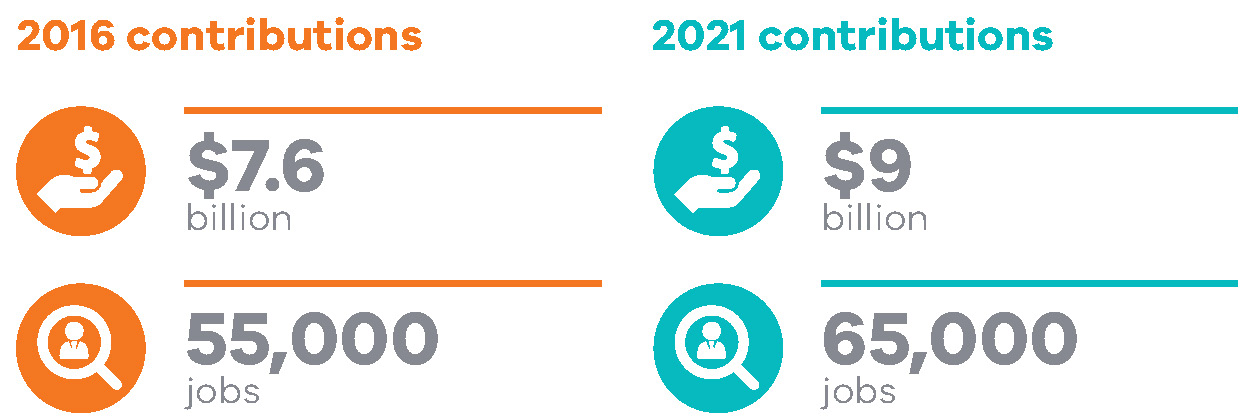 2016 contributions
$7.6
billion
55,000
jobs
2021 contributions
$9
billion
65,000
jobs